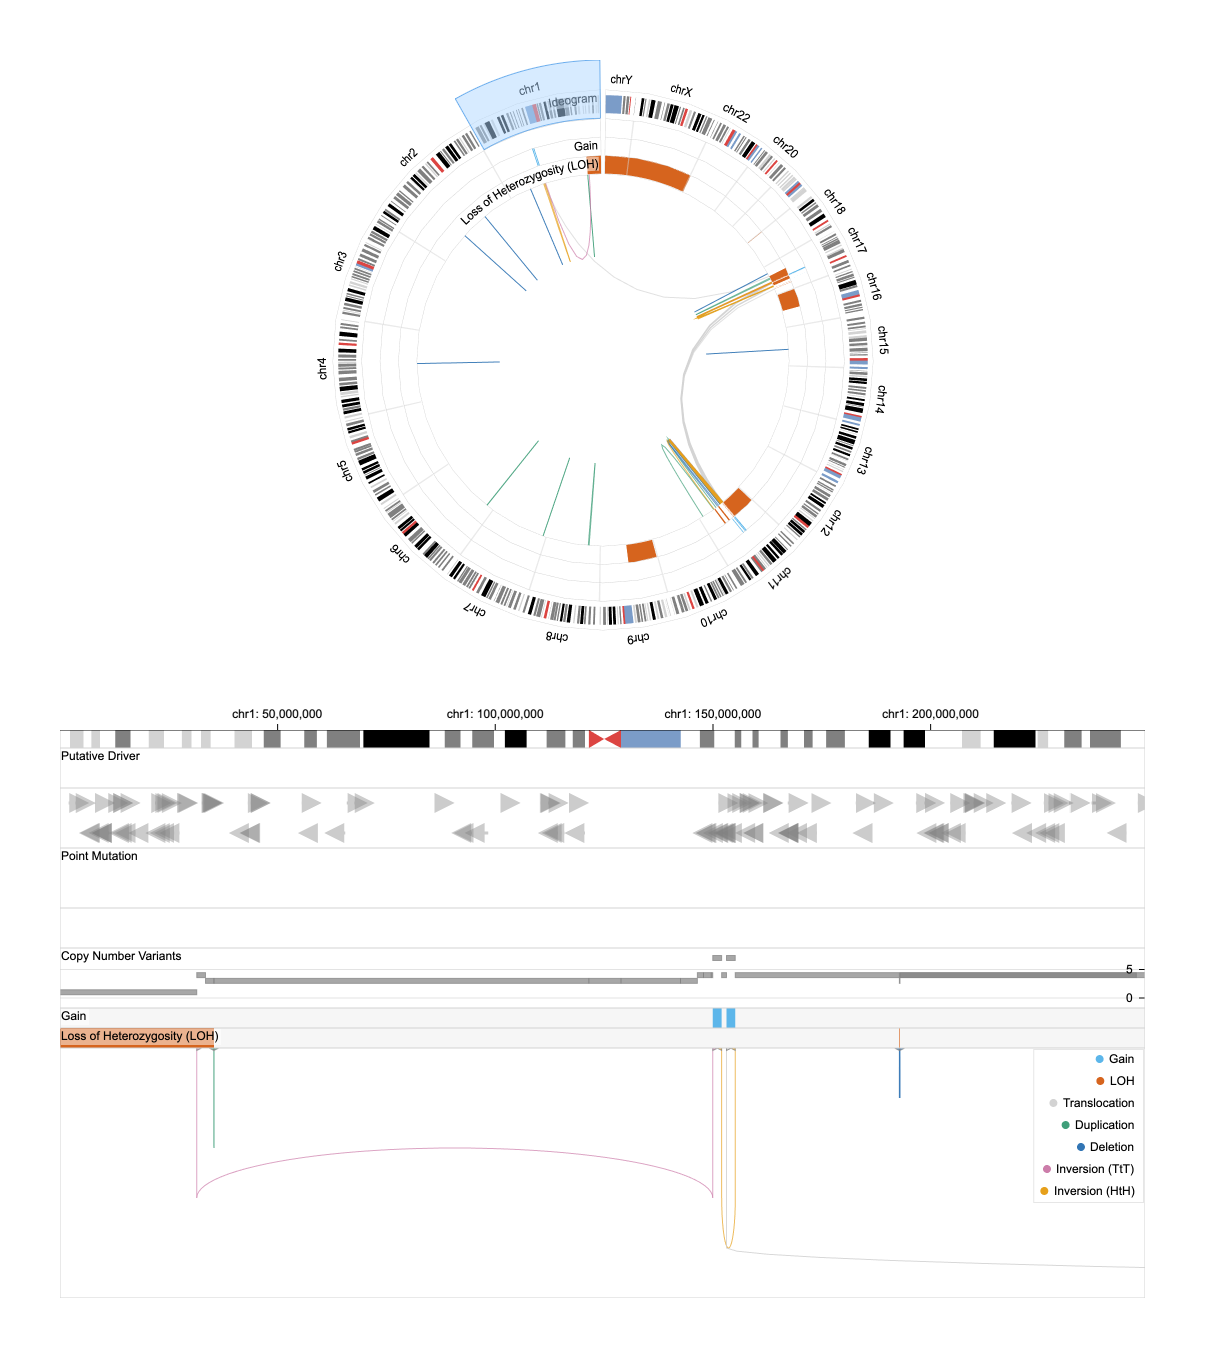 chr1
Ideogram
chrY
chrX
chr22
chr20
chr18
chr17
chr16
chr15
chr14
chr13
chr12
chr11
chr10
chr9
chr8
chr7
chr6
chr5
chr4
chr3
chr2
Gain
Loss of Heterozygosity (LOH)
chr1: 50,000,000
chr1: 100,000,000
chr1: 150,000,000
chr1: 200,000,000
Putative Driver
Point Mutation
Copy Number Variants
5
0
Gain
Loss of Heterozygosity (LOH)
Gain
LOH
Translocation
Duplication
Deletion
Inversion (TtT)
Inversion (HtH)